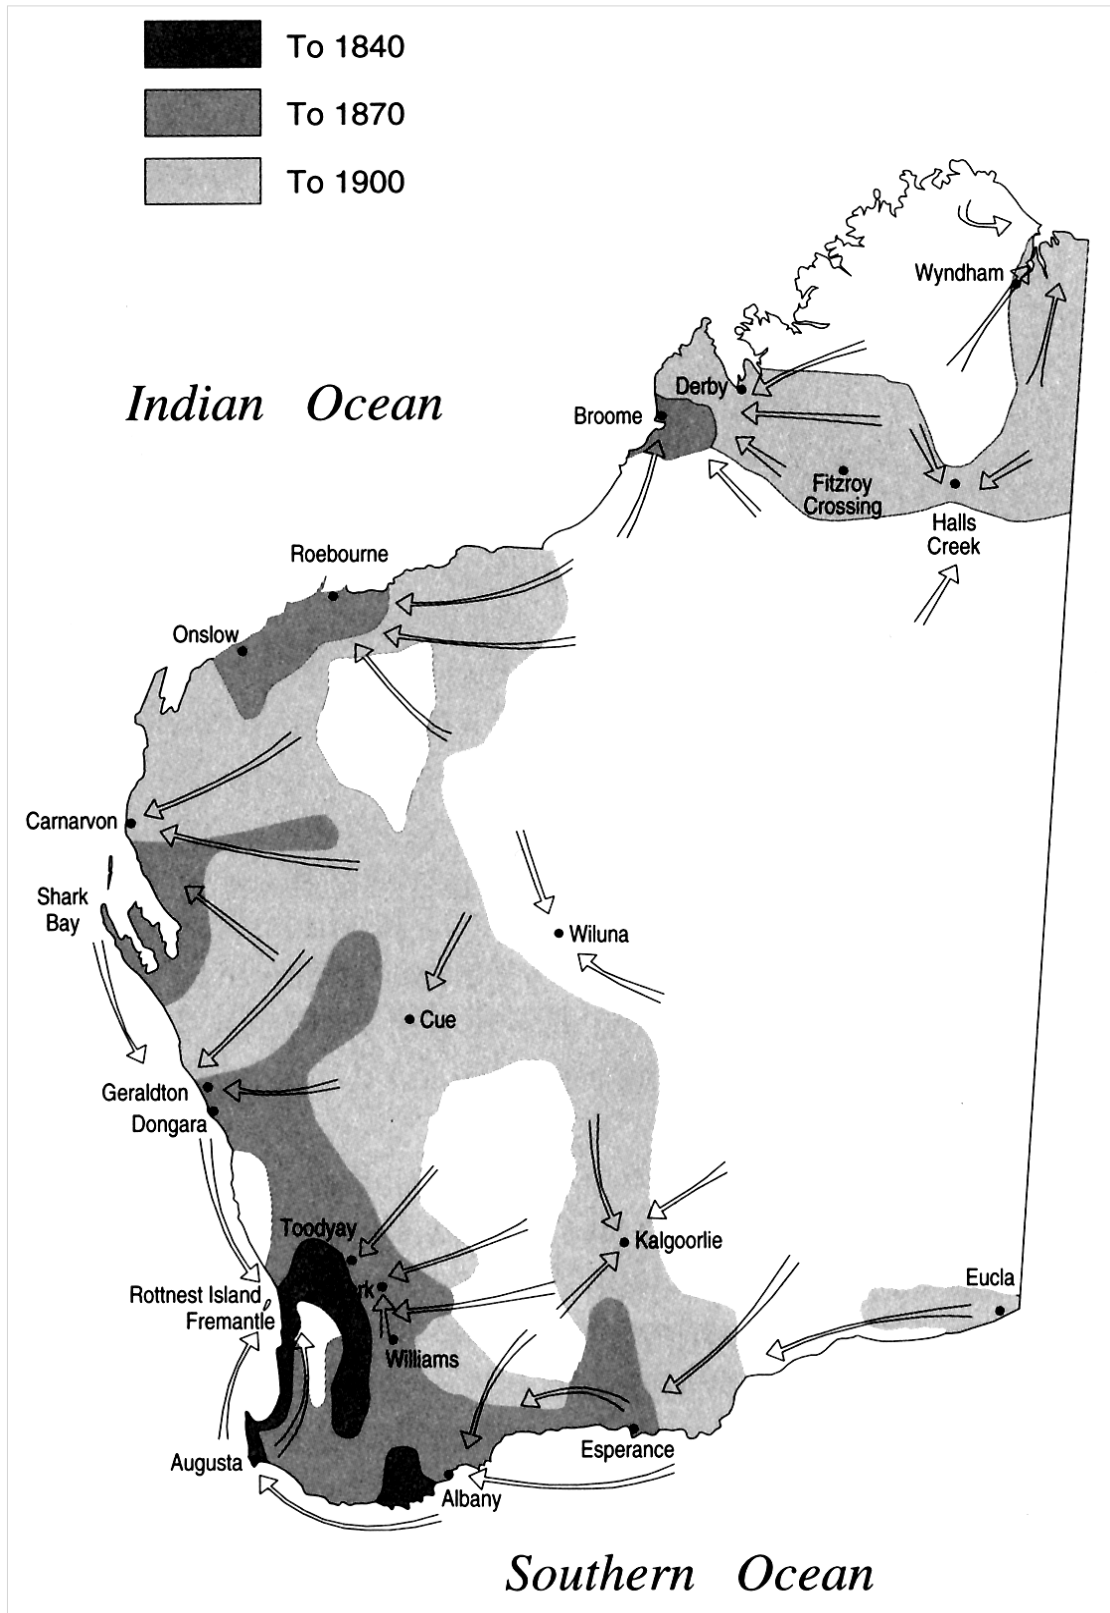 To 1840
To 1870
To 1900
Wyndham
Indian Ocean
Derby
Broome
Fitzroy
Crossing
Halls
Creek
Roebourne
Onslow
Carnarvon
Shark
Bay
Wiluna
Cue
Geraldton
Dongara
Toodyay
Kalgoorlie
Eucla
Rottnest Island
rk
Fremantle
Williams
Esperance
Augusta
Albany
Southern Ocean